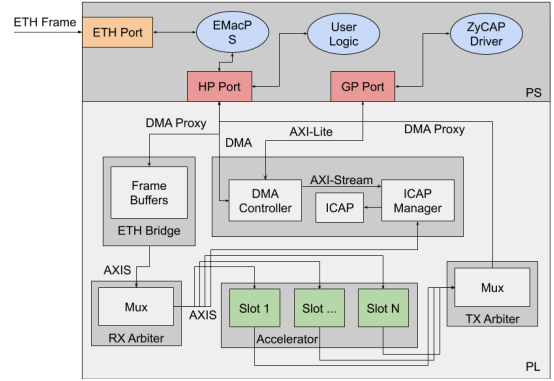 ETH Frame
ETH Port
EMacP
S
User
Logic
ZyCAP
Driver
HP Port
GP Port
PS
DMA Proxy
DMA
AXI-Lite
DMA Proxy
Frame
Buffers
ETH Bridge
DMA
Controller
AXI-Stream
ICAP
ICAP
Manager
AXIS
Mux
RX Arbiter
AXIS
Slot 1
Slot ...
Slot N
Accelerator
Mux
TX Arbiter
PL